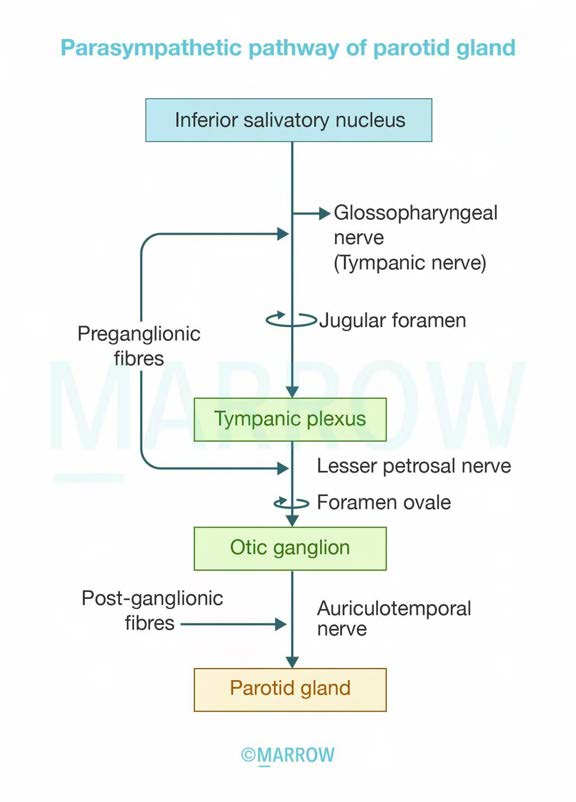 Parasympathetic pathway of parotid gland
Inferior salivatory nucleus
Glossopharyngeal
nerve
(Tympanic nerve)
Jugular foramen
Preganglionic
fibres
MARROW
Tympanic plexus
Lesser petrosal nerve
Foramen ovale
Otic ganglion
Post-ganglionic
fibres
Auriculotemporal
nerve
Parotid gland
©MARROW